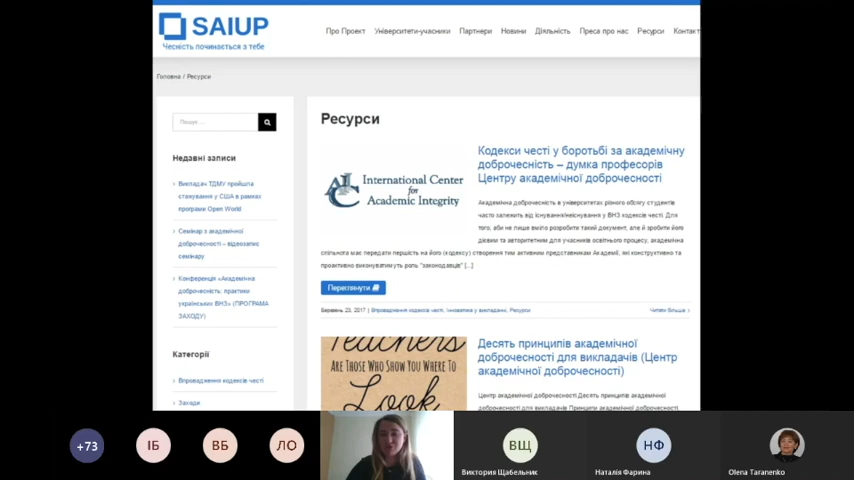 SAIUP
Чесність починається з тебе
Про Проект Університети-учасники Партнери Новини Діяльність Преса про нас Ресурси Контакт
Головна / Ресурси
Пошук ...
Ресурси
Недавні записи
Викладач ТДМУ пройшла
стажування у США в рамках
програми Open World
Семінар з академічної
доброчесності – відеозапис
семінару
Конференція «Академічна
доброчесність: практики
українських ВНЗ» (ПРОГРАМА
ЗАХОДУ)
Категорії
Впровадження кодексів честі
Заходи
International Center
for
Academic Integrity
Кодекси честі у боротьбі за академічну
доброчесність – думка професорів
Центру академічної доброчесності
Академічна доброчесність в університетах різного обсягу студентів
часто залежить від існування/неіснування у ВНЗ кодексів честі. Для
того, аби не лише вміло розробити такий документ, але й зробити його
дієвим та авторитетним для учасників освітнього процесу, академічна
спільнота має передати першість на його (кодексу) створення тим активним представникам Академії, які конструктивно та
проактивно виконуватимуть роль "законодавців" [...]
Переглянути
Березень 23, 2017 | Впровадження кодексів честі, Інноватика у викладанні, Ресурси
Читати більше
TEACHERS
ARE THOSE WHO SHOW YOU WHERE TO
Look
Десять принципів академічної
доброчесності для викладачів (Центр
академічної доброчесності)
Центр академічної доброчесності Десять принципів академічної
доброчесності для викладачів Принципи академічної доброчесності,
+73
ІБ
ВБ
ЛО
ВЩ
Виктория Щабельник
НФ
Наталія Фарина
Olena Taranenko